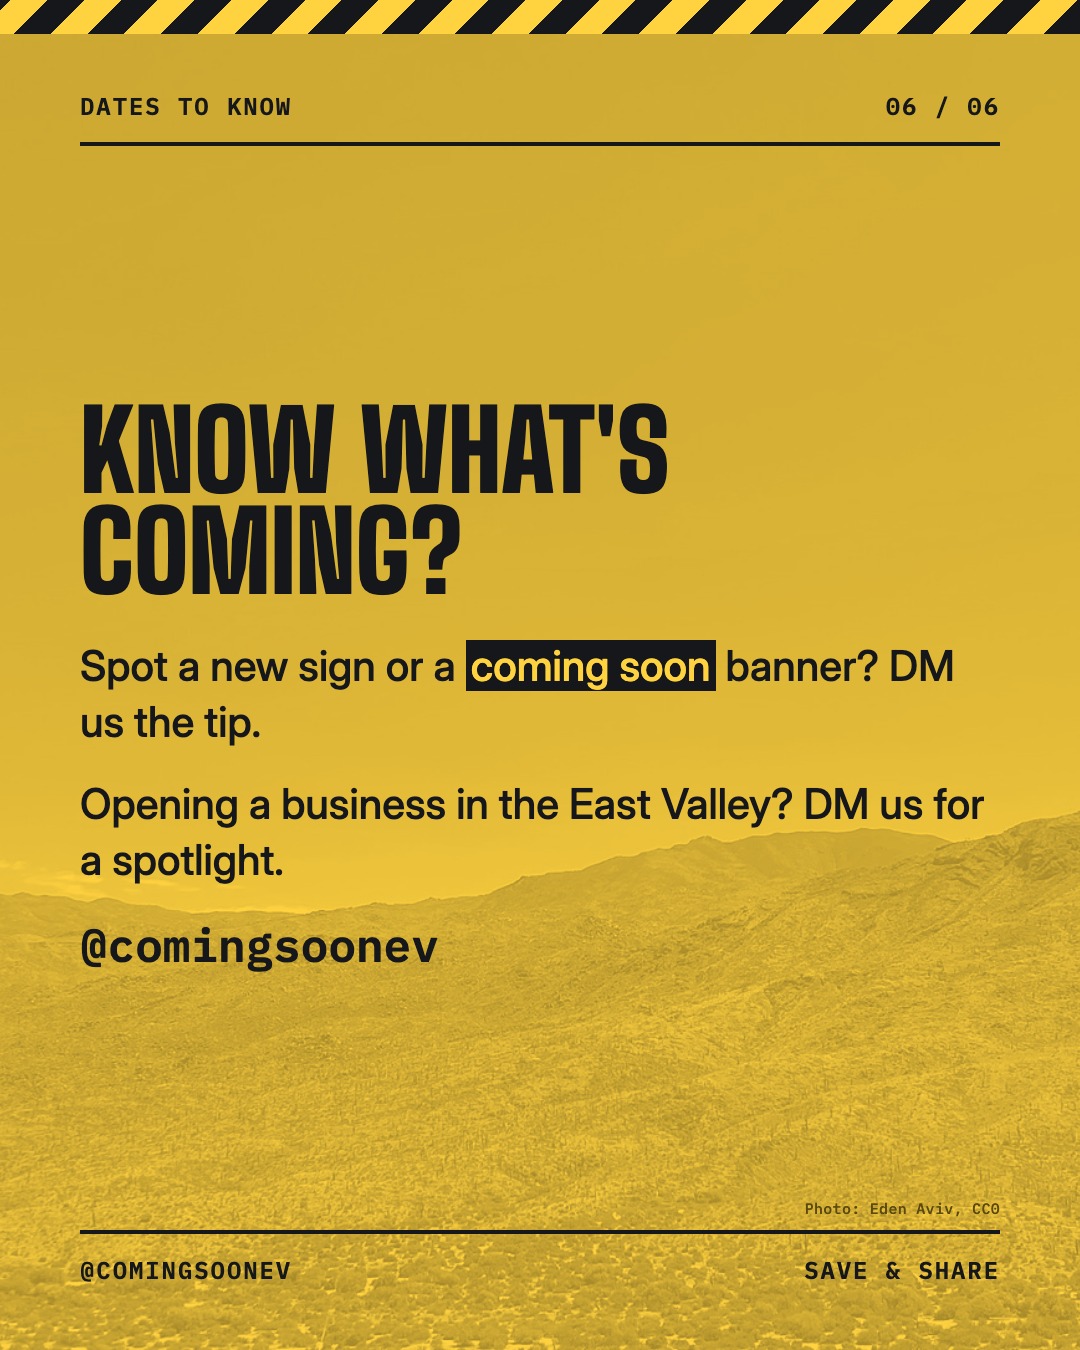 DATES TO KNOW
06 / 06
KNOW WHAT'S
COMING?
Spot a new sign or a coming soon banner? DM
us the tip.
Opening a business in the East Valley? DM us for
a spotlight.
@comingsoonev
Photo: Eden Aviv, CC0
@COMINGSOONEV
SAVE & SHARE